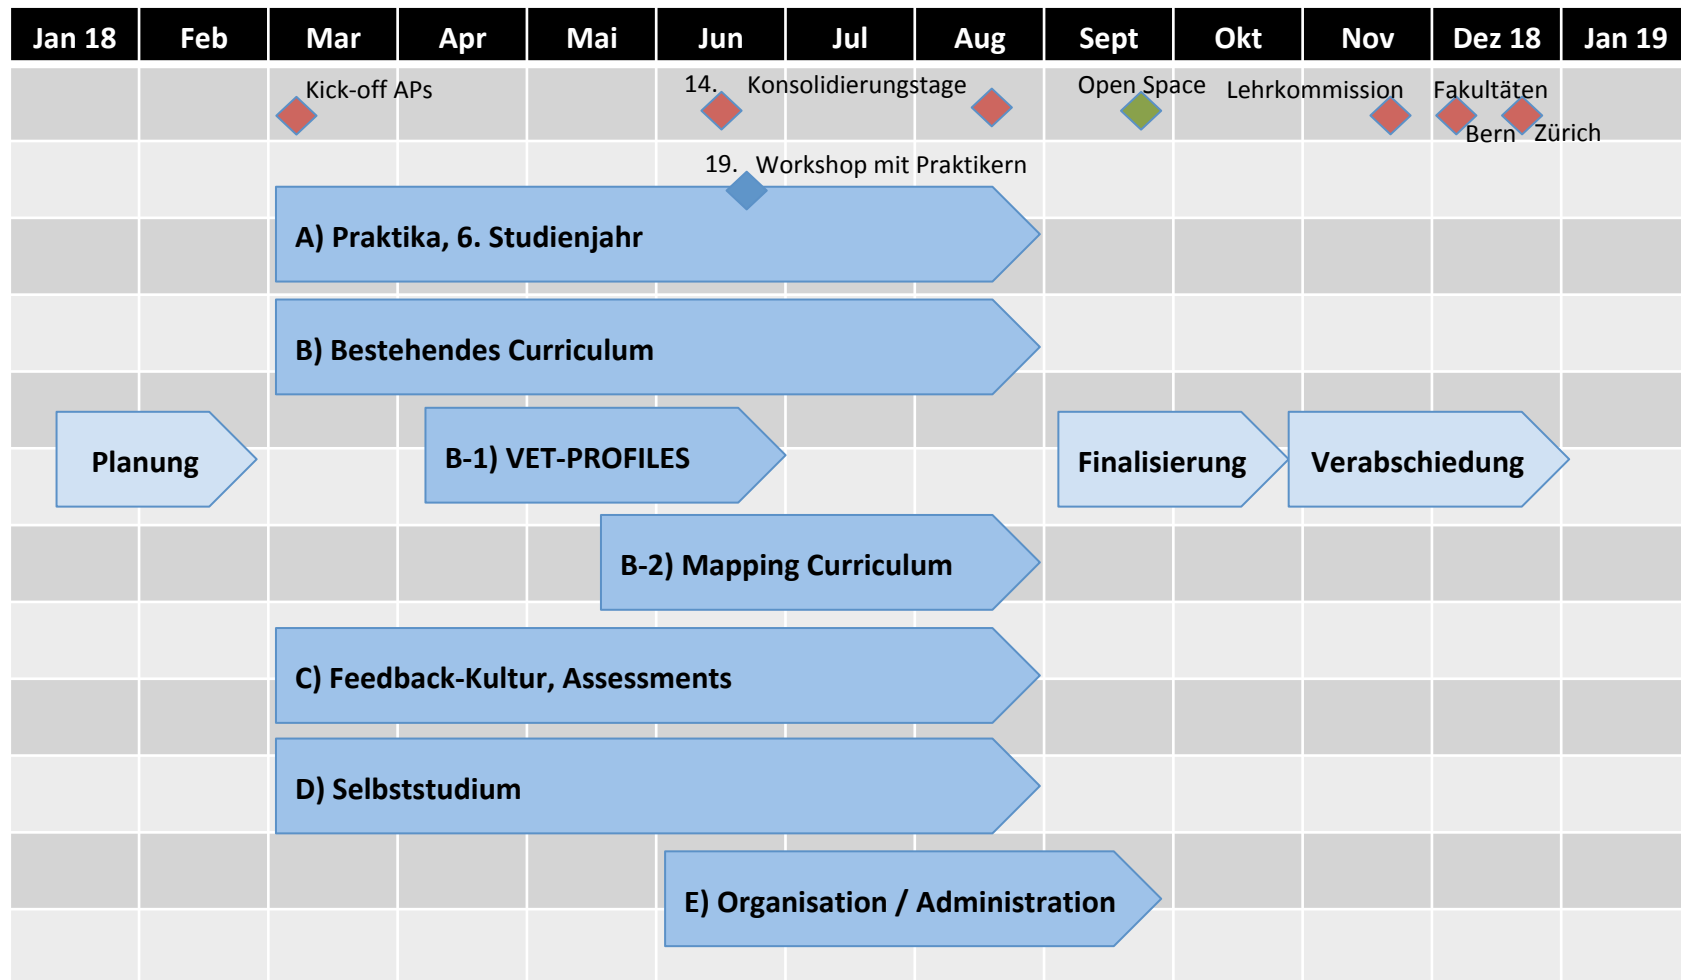 Jan 18 Feb Mar Apr Mai Jun Jul Aug Sept Okt Nov Dez 18 Jan 19
Kick-off APs 14. Konsolidierungstage Open Space Lehrkommission Fakultäten
Bern Zürich
19. Workshop mit Praktikern
A) Praktika, 6. Studienjahr
B) Bestehendes Curriculum
Planung B-1) VET-PROFILES Finalisierung Verabschiedung
B-2) Mapping Curriculum
C) Feedback-Kultur, Assessments
D) Selbststudium
E) Organisation / Administration